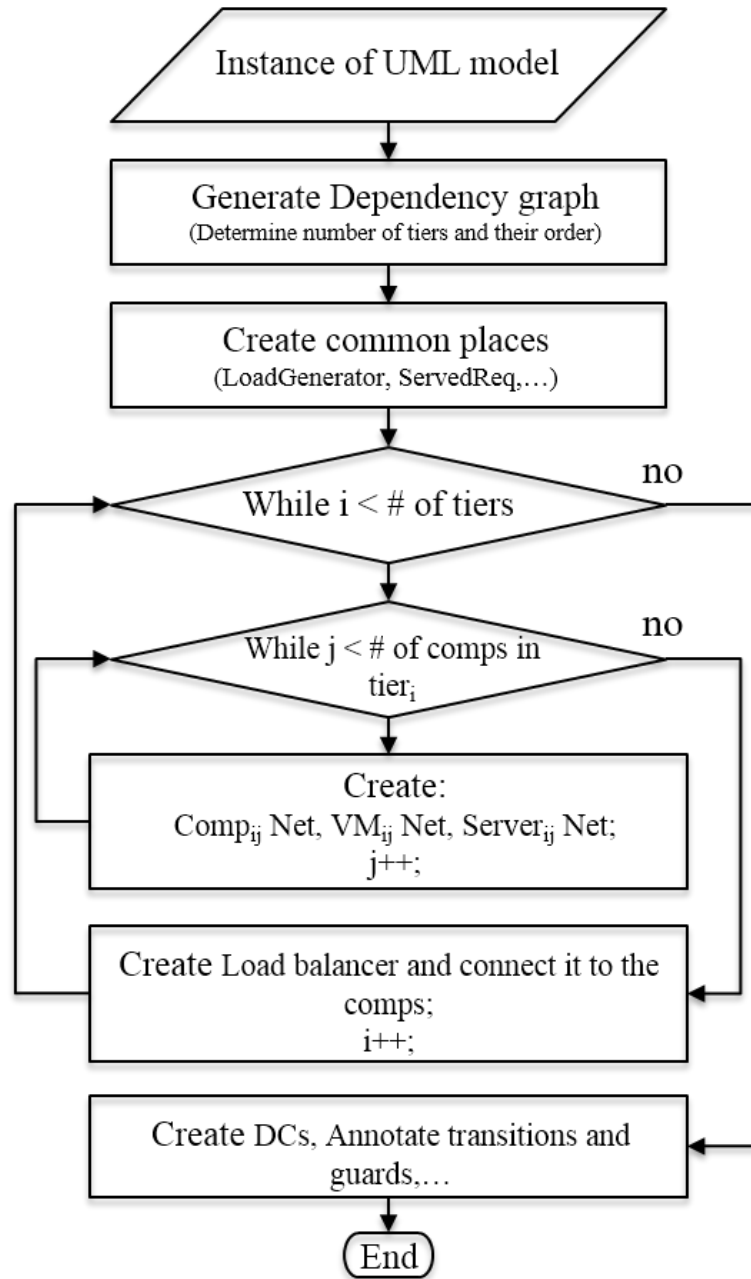 Instance of UML model
Generate Dependency graph
(Determine number of tiers and their order)
Create common places
(LoadGenerator, ServedReq,…)
no
While i < # of tiers
no
While j < # of comps in
tierᵢ
Create:
Compᵢⱼ Net, VMᵢⱼ Net, Serverᵢⱼ Net;
j++;
Create Load balancer and connect it to the
comps;
i++;
Create DCs, Annotate transitions and
guards,…
End